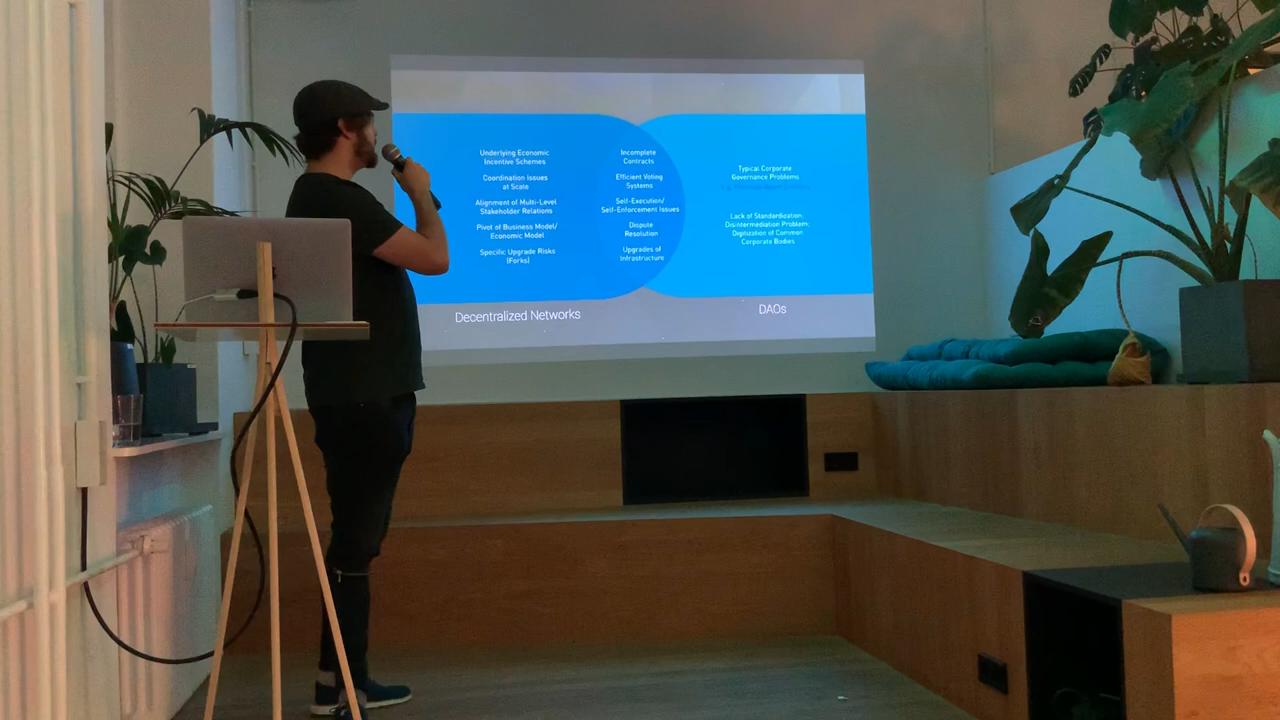 Underlying Economic
Incentive Schemes
Coordination Issues
at Scale
Alignment of Multi-Level
Stakeholder Relations
Pivot of Business Model/
Economic Model
Specific Upgrade Risks
(Forks)
Incomplete
Contracts
Efficient Voting
Systems
Self-Execution/
Self-Enforcement Issues
Dispute
Resolution
Upgrades of
Infrastructure
Typical Corporate
Governance Problems
Lack of Standardization;
Disintermediation Problem;
Digitization of Common
Corporate Bodies
Decentralized Networks
DAOs